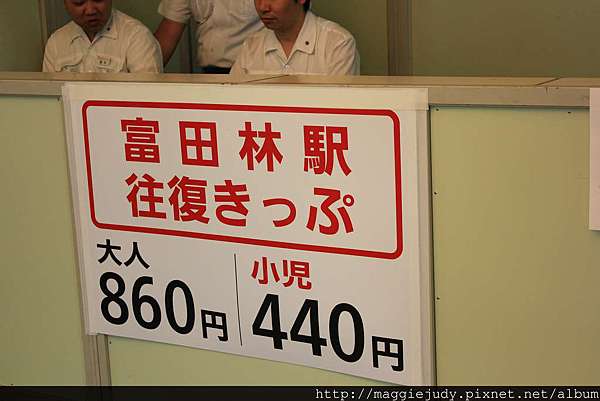 富田林駅
往復きっぷ
大人
860円
小児
440円
http://maggiejudy.pixnet.net/album